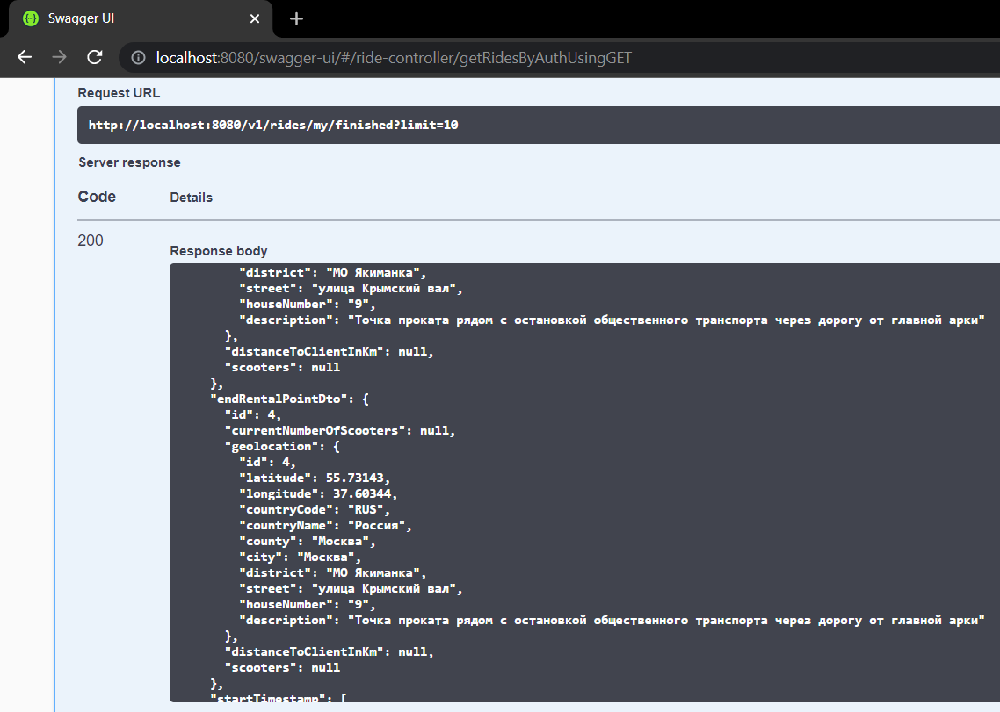 Swagger UI
localhost:8080/swagger-ui/#/ride-controller/getRidesByAuthUsingGET
Request URL
http://localhost:8080/v1/rides/my/finished?limit=10
Server response
Code Details
200
Response body
"district": "МО Якиманка",
"street": "улица Крымский вал",
"houseNumber": "9",
"description": "Точка проката рядом с остановкой общественного транспорта через дорогу от главной арки"
},
"distanceToClientInKm": null,
"scooters": null
},
"endRentalPointDto": {
"id": 4,
"currentNumberOfScooters": null,
"geolocation": {
"id": 4,
"latitude": 55.73143,
"longitude": 37.60344,
"countryCode": "RUS",
"countryName": "Россия",
"county": "Москва",
"city": "Москва",
"district": "МО Якиманка",
"street": "улица Крымский вал",
"houseNumber": "9",
"description": "Точка проката рядом с остановкой общественного транспорта через дорогу от главной арки"
},
"distanceToClientInKm": null,
"scooters": null
},
"startTimestamp": [